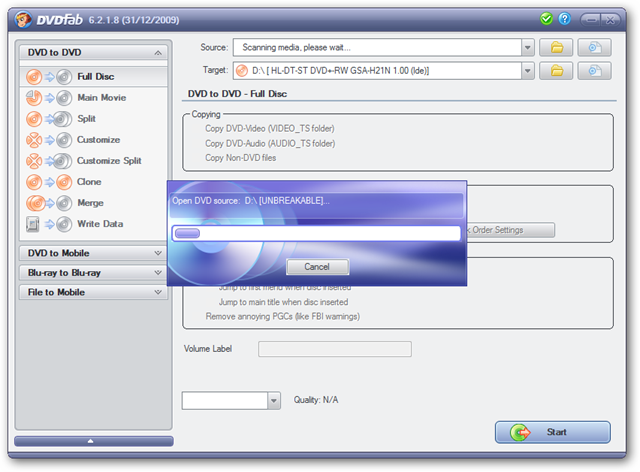 DVDFab 6.2.1.8 (31/12/2009)
DVD to DVD
Full Disc
Main Movie
Split
Customize
Customize Split
Clone
Merge
Write Data
DVD to Mobile
Blu-ray to Blu-ray
File to Mobile
Source: Scanning media, please wait...
Target: D:\ [ HL-DT-ST DVD+-RW GSA-H21N 1.00 (Ide)]
DVD to DVD - Full Disc
Copying
Copy DVD-Video (VIDEO_TS folder)
Copy DVD-Audio (AUDIO_TS folder)
Copy Non-DVD files
Open DVD source: D:\ [UNBREAKABLE]...
Cancel
Order Settings
Jump to first menu when disc inserted
Jump to main title when disc inserted
Remove annoying PGCs (like FBI warnings)
Volume Label
Quality: N/A
Start